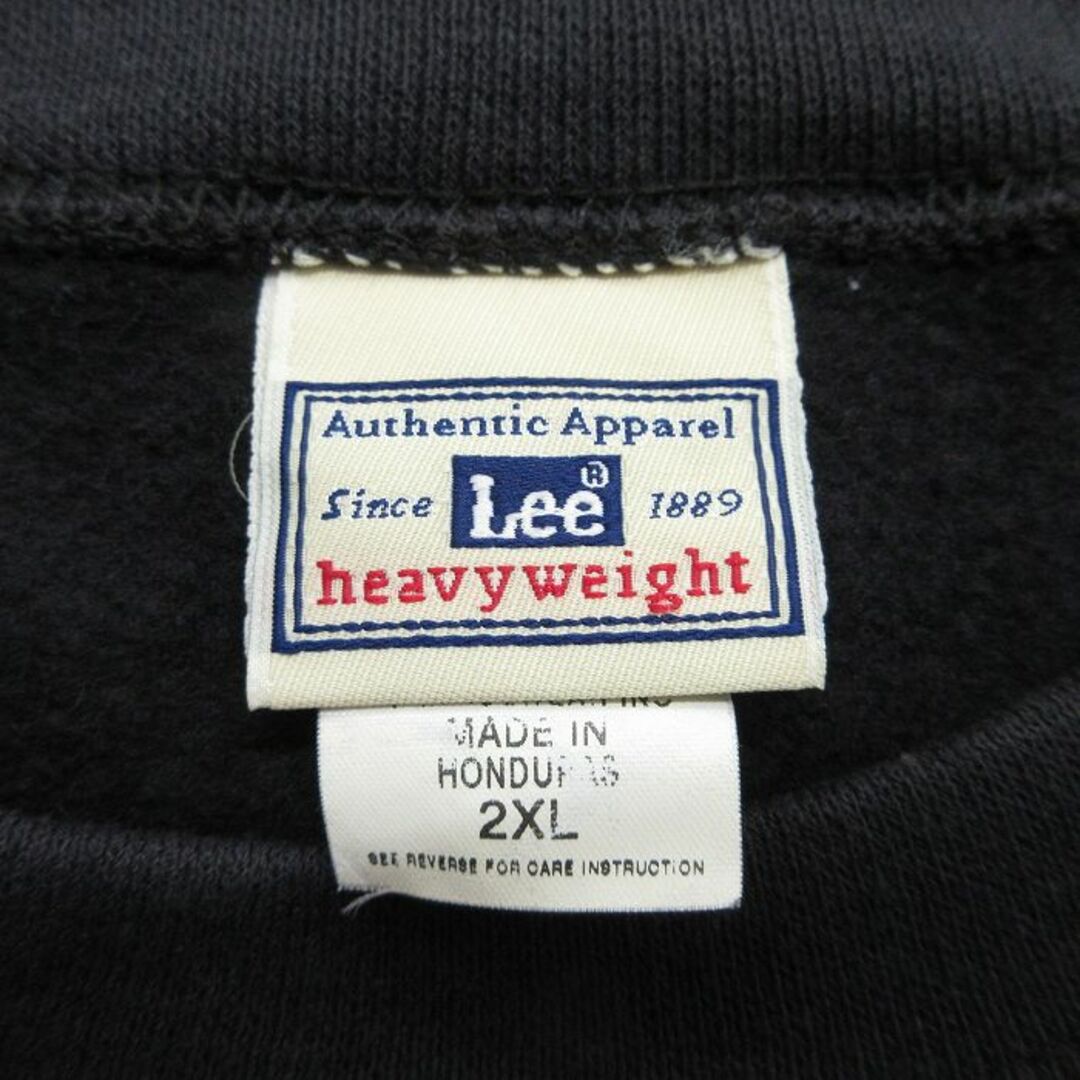 Authentic Apparel
Since Lee® 1889
heavyweight
MADE IN
HONDURAS
2XL
SEE REVERSE FOR CARE INSTRUCTION